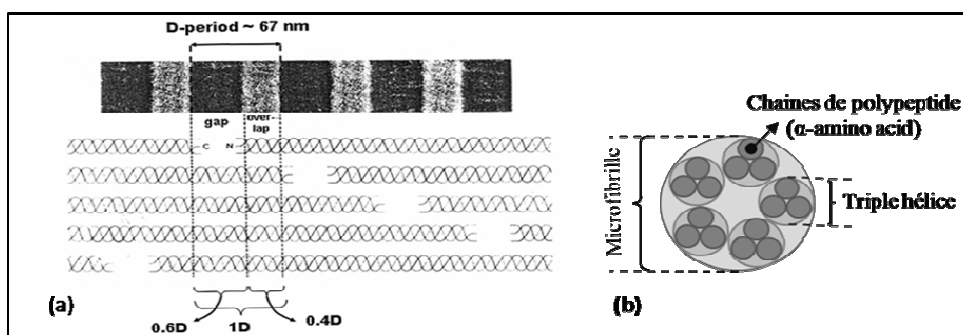 D-period ~ 67 nm
gap
over-
lap
C
N
0.6D
1D
0.4D
(a)
Chaines de polypeptide
(α-amino acid)
Triple hélice
Microfibrille
(b)